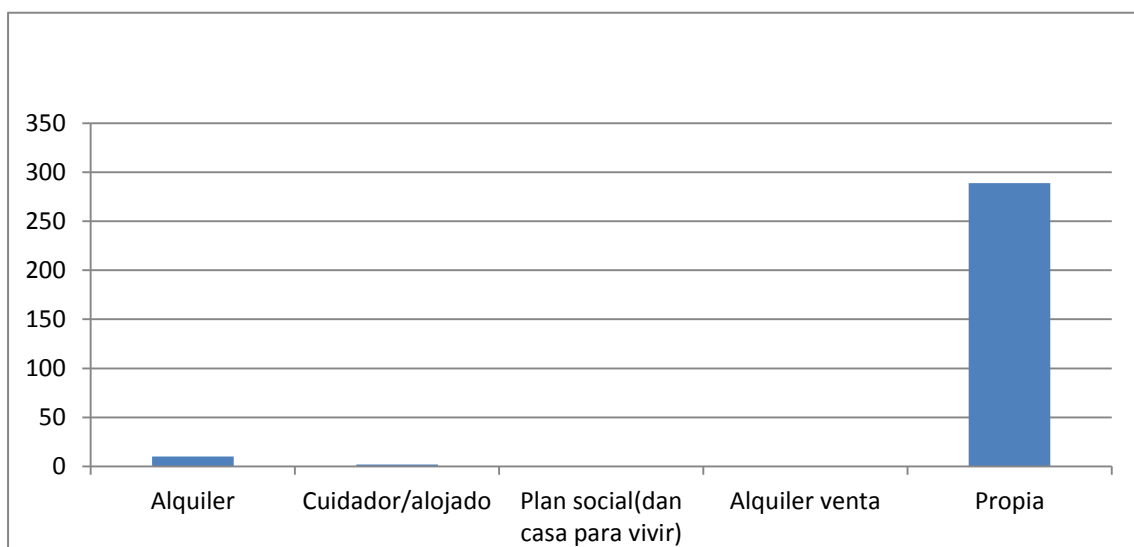 350
300
250
200
150
100
50
0
Alquiler
Cuidador/alojado
Plan social(dan
casa para vivir)
Alquiler venta
Propia